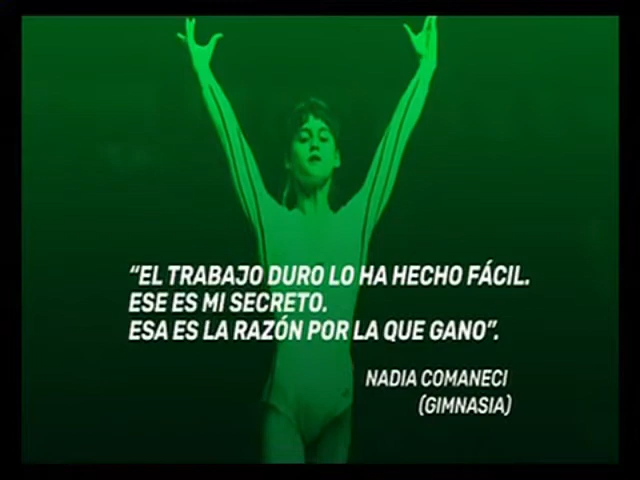 “EL TRABAJO DURO LO HA HECHO FÁCIL.
ESE ES MI SECRETO.
ESA ES LA RAZÓN POR LA QUE GANO”.
NADIA COMANECI
(GIMNASIA)